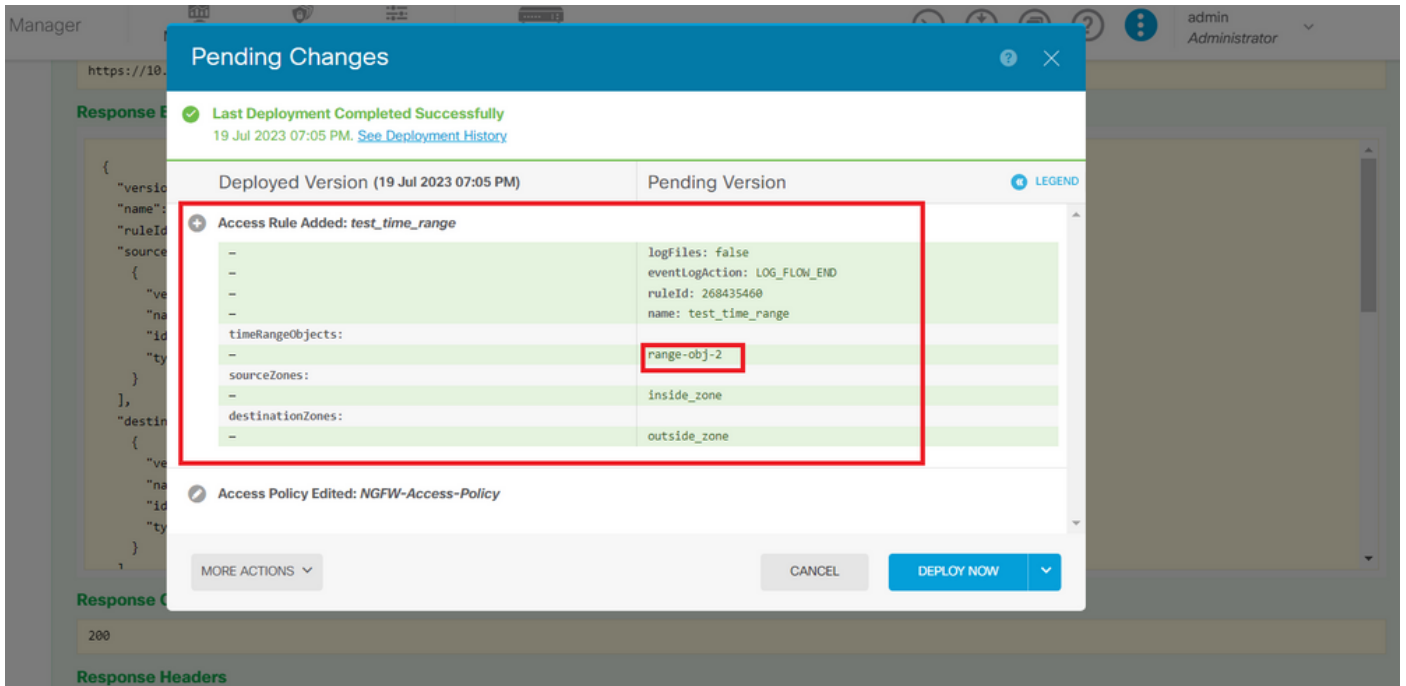 Manager
admin
Administrator
Pending Changes
https://10.
Response
Last Deployment Completed Successfully
19 Jul 2023 07:05 PM. See Deployment History
{
Deployed Version (19 Jul 2023 07:05 PM) Pending Version LEGEND
"versio
"name":
"ruleId
"source
{
"ve
"na
"id
"ty
}
],
"destin
{
"ve
"na
"id
"ty
}
]
Access Rule Added: test_time_range
– logFiles: false
– eventLogAction: LOG_FLOW_END
– ruleId: 268435460
– name: test_time_range
timeRangeObjects:
– range-obj-2
sourceZones:
– inside_zone
destinationZones:
– outside_zone
Access Policy Edited: NGFW-Access-Policy
MORE ACTIONS CANCEL DEPLOY NOW
Response
200
Response Headers